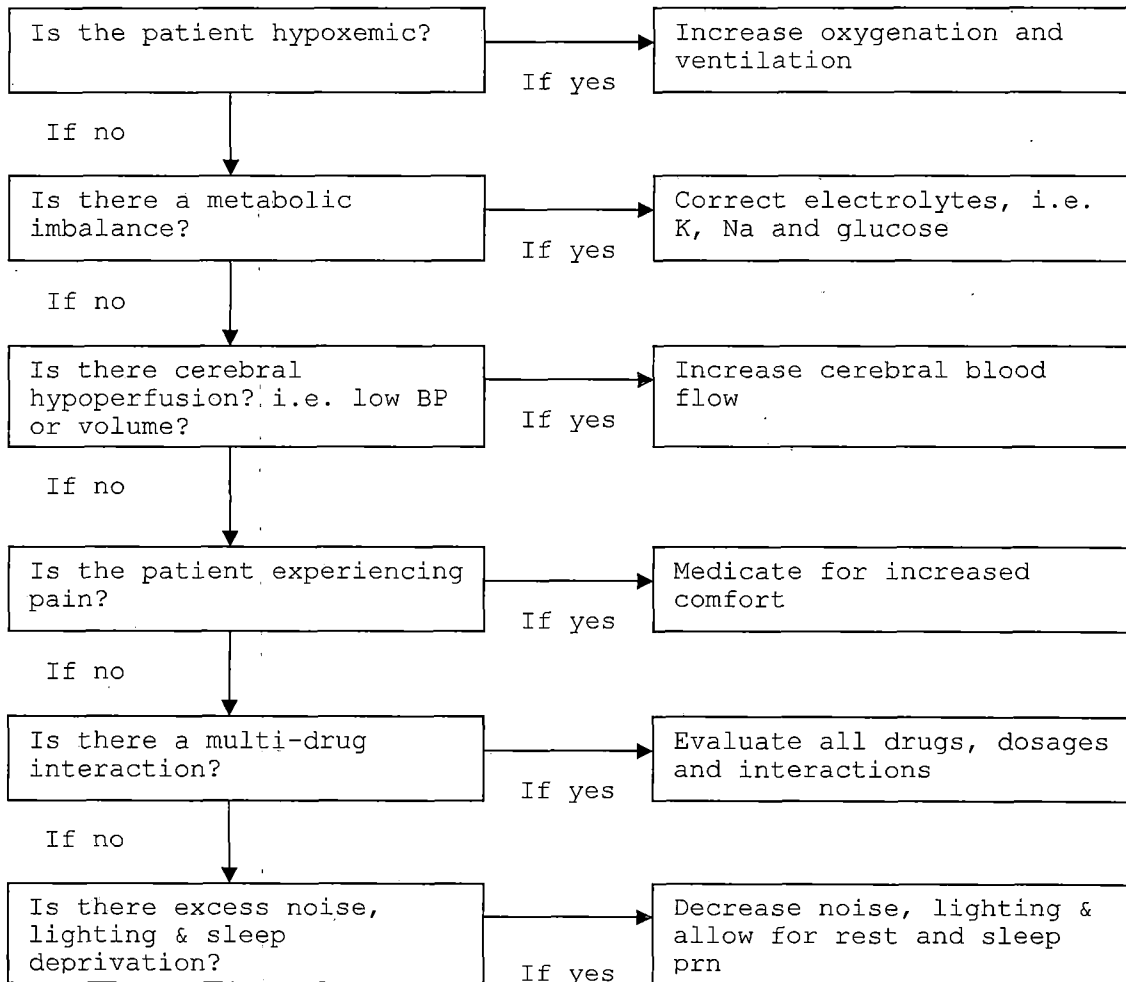 Is the patient hypoxemic?
If yes
Increase oxygenation and
ventilation
If no
Is there a metabolic
imbalance?
If yes
Correct electrolytes, i.e.
K, Na and glucose
If no
Is there cerebral
hypoperfusion? i.e. low BP
or volume?
If yes
Increase cerebral blood
flow
If no
Is the patient experiencing
pain?
If yes
Medicate for increased
comfort
If no
Is there a multi-drug
interaction?
If yes
Evaluate all drugs, dosages
and interactions
If no
Is there excess noise,
lighting & sleep
deprivation?
If yes
Decrease noise, lighting &
allow for rest and sleep
prn